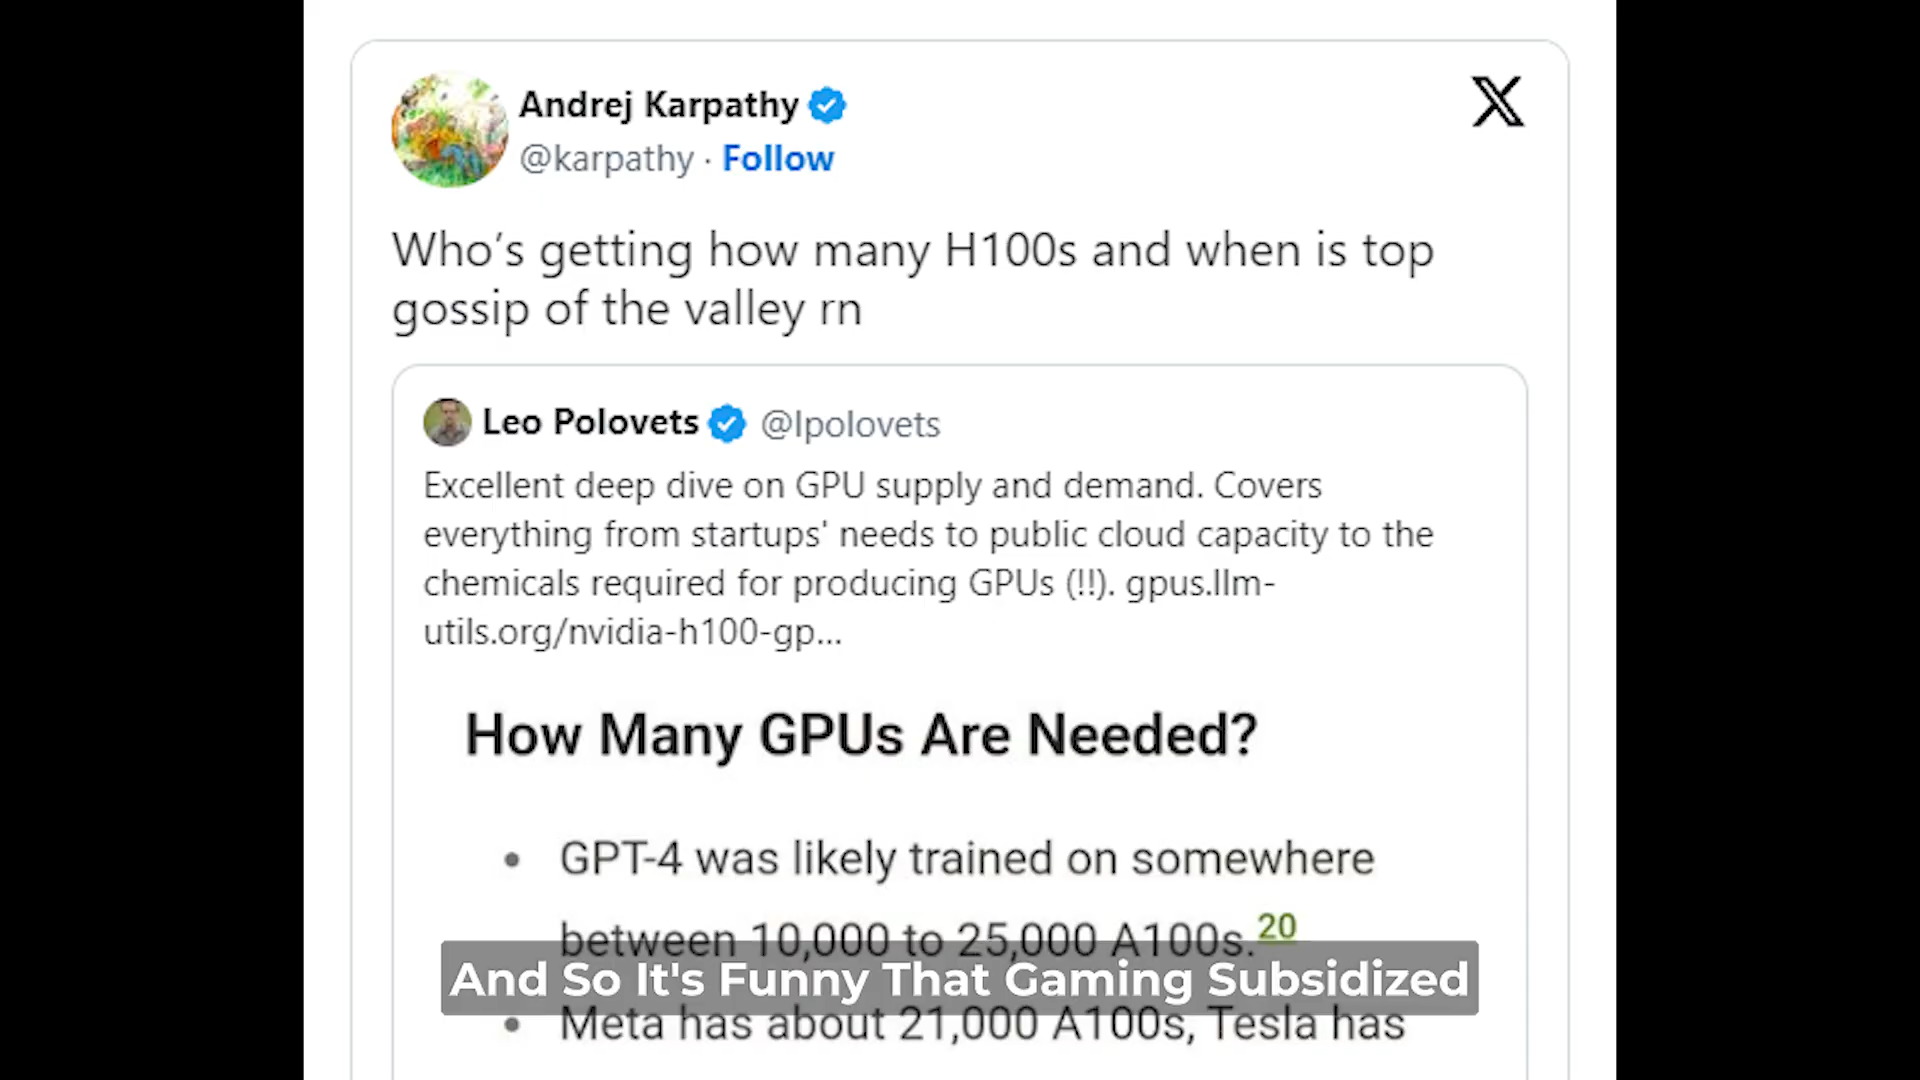 Andrej Karpathy
@karpathy · Follow
Who's getting how many H100s and when is top
gossip of the valley rn
Leo Polovets @lpolovets
Excellent deep dive on GPU supply and demand. Covers
everything from startups' needs to public cloud capacity to the
chemicals required for producing GPUs (!!). gpus.llm-
utils.org/nvidia-h100-gp...
How Many GPUs Are Needed?
• GPT-4 was likely trained on somewhere
between 10,000 to 25,000 A100s.20
And So It's Funny That Gaming Subsidized
• Meta has about 21,000 A100s, Tesla has